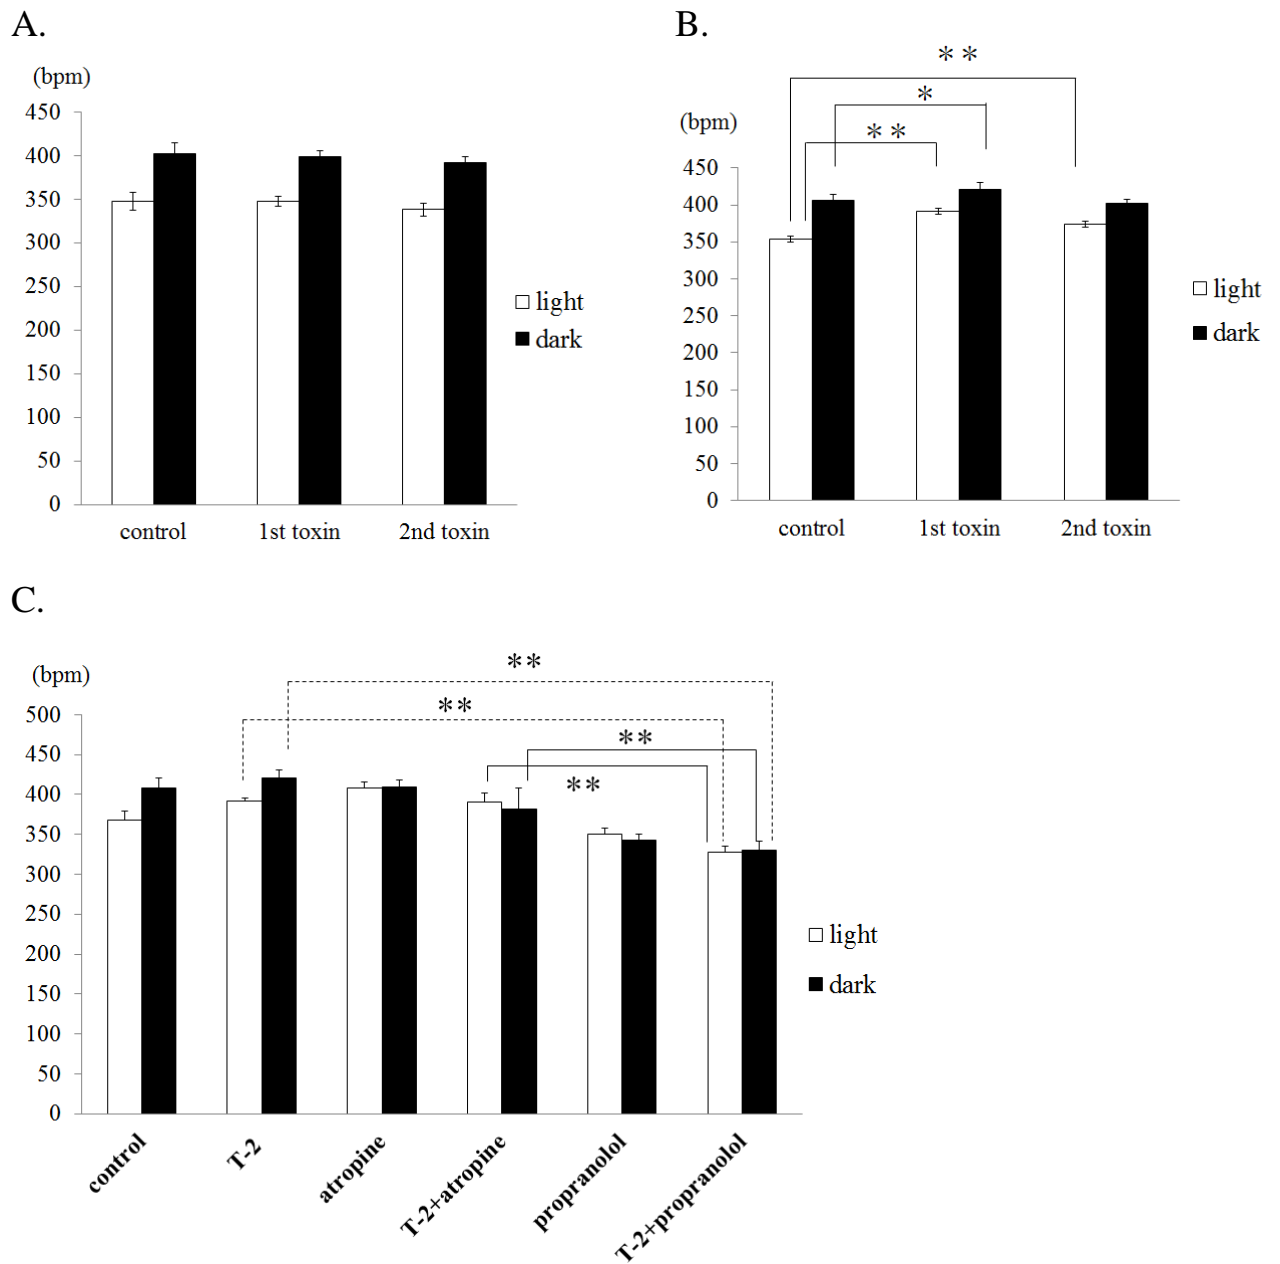 A.
(bpm)
450
400
350
300
250
200
150
100
50
0
control 1st toxin 2nd toxin
light
dark
B.
(bpm)
**
*
**
450
400
350
300
250
200
150
100
50
0
control 1st toxin 2nd toxin
light
dark
C.
(bpm)
**
**
**
**
500
450
400
350
300
250
200
150
100
50
0
control T-2 atropine T-2+atropine propranolol T-2+propranolol
light
dark